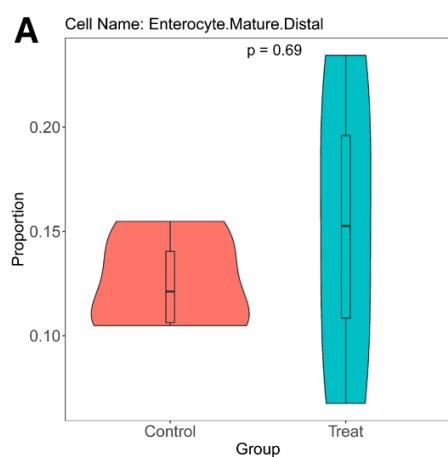 A
Cell Name: Enterocyte.Mature.Distal
p = 0.69
0.20
0.15
0.10
Proportion
Control
Treat
Group